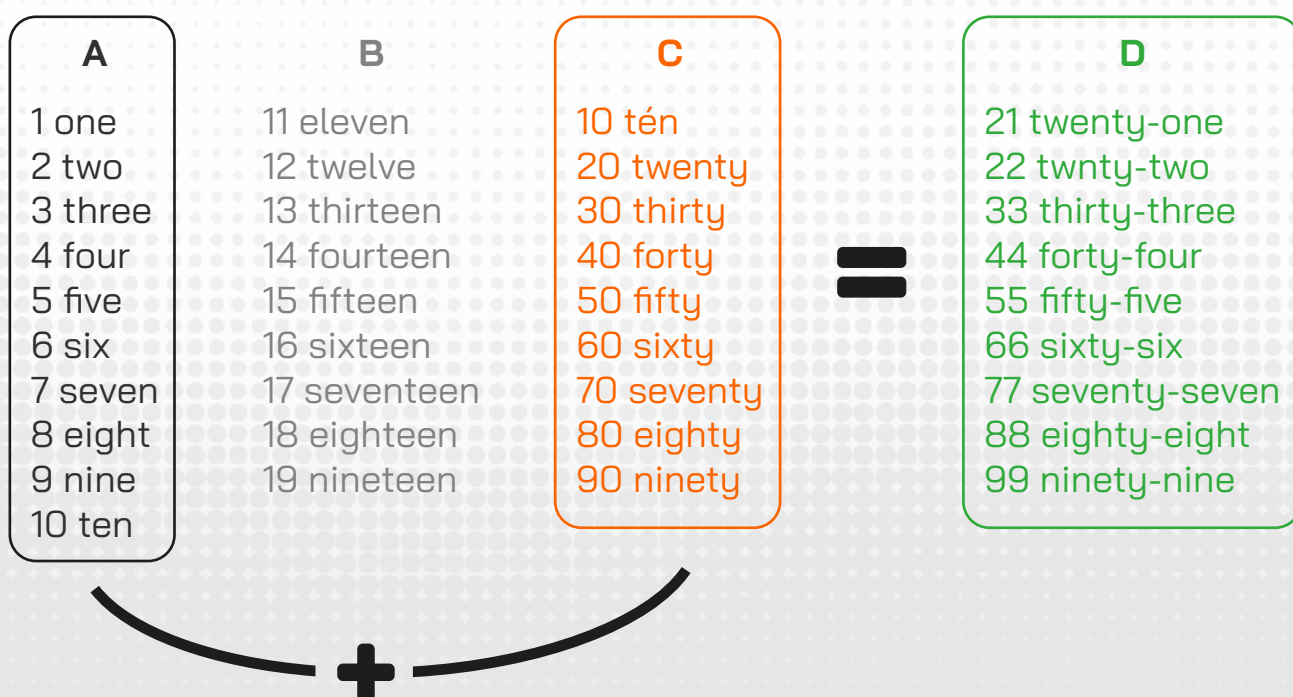 A
1 one
2 two
3 three
4 four
5 five
6 six
7 seven
8 eight
9 nine
10 ten
B
11 eleven
12 twelve
13 thirteen
14 fourteen
15 fifteen
16 sixteen
17 seventeen
18 eighteen
19 nineteen
C
10 tén
20 twenty
30 thirty
40 forty
50 fifty
60 sixty
70 seventy
80 eighty
90 ninety
=
D
21 twenty-one
22 twnty-two
33 thirty-three
44 forty-four
55 fifty-five
66 sixty-six
77 seventy-seven
88 eighty-eight
99 ninety-nine
+